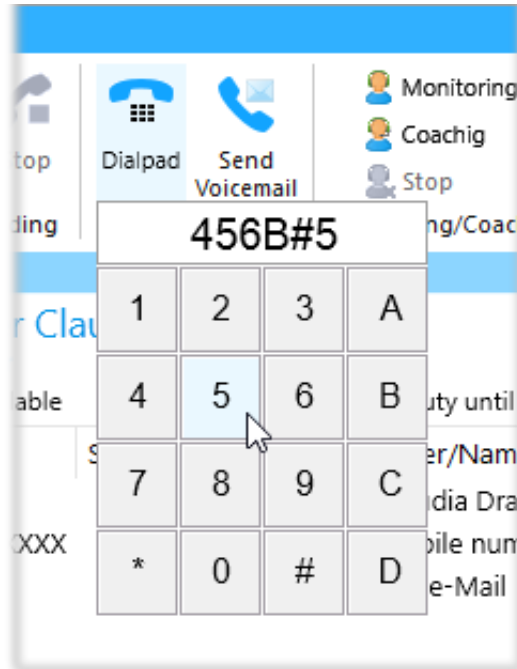 Monitoring
Coachig
top
Dialpad
Send
Voicemail
Stop
ding
ng/Coac
456B#5
1 2 3 A
r Clau
4 5 6 B
able
uty until
S
er/Nam
7 8 9 C
dia Dra
XXX
bile num
* 0 # D
e-Mail